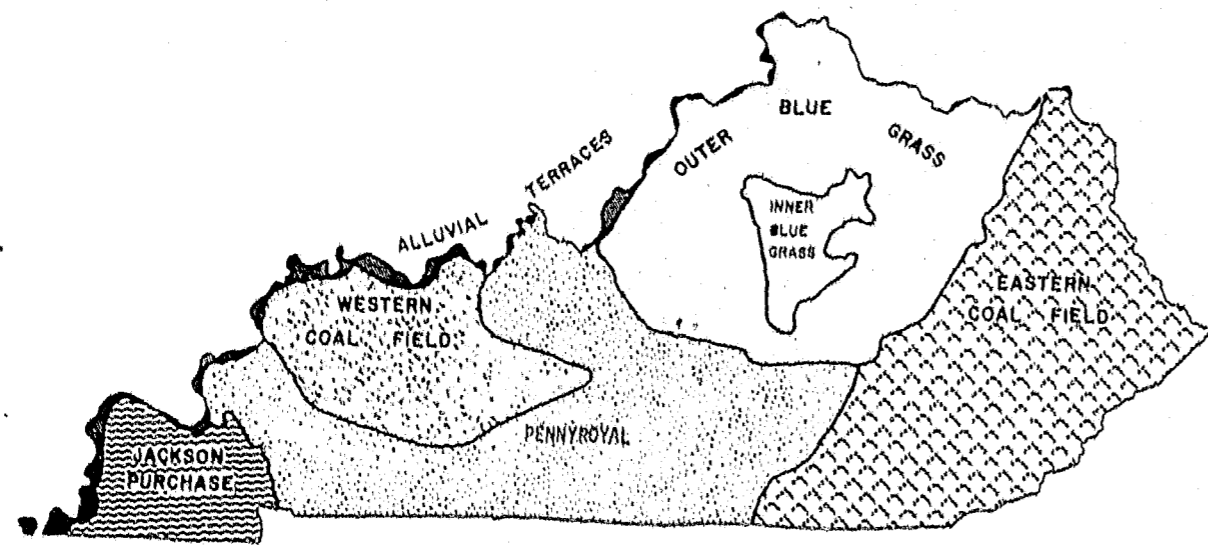 BLUE
OUTER
GRASS
TERRACES
ALLUVIAL
INNER
BLUE
GRASS
WESTERN
COAL FIELD
EASTERN
COAL FIELD
PENNYROYAL
JACKSON
PURCHASE